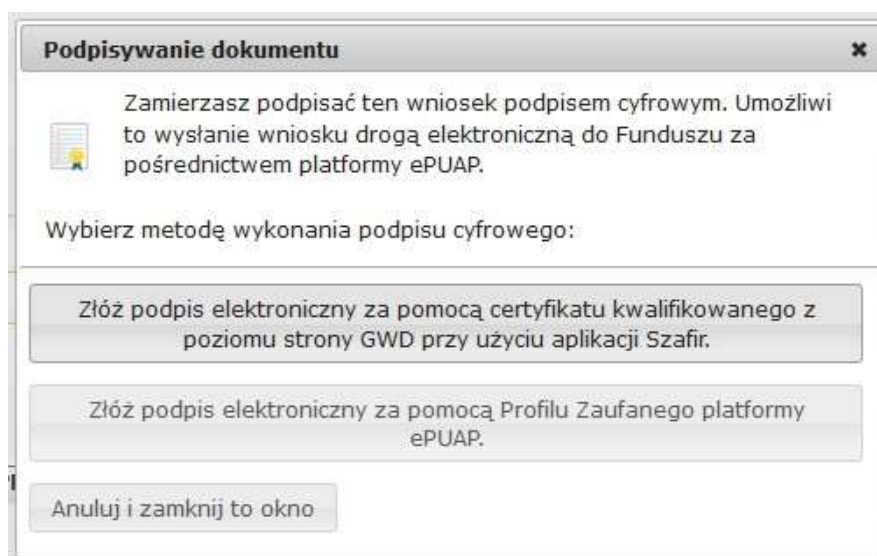 Podpisywanie dokumentu
Zamierzasz podpisać ten wniosek podpisem cyfrowym. Umożliwi
to wysłanie wniosku drogą elektroniczną do Funduszu za
pośrednictwem platformy ePUAP.
Wybierz metodę wykonania podpisu cyfrowego:
Złóż podpis elektroniczny za pomocą certyfikatu kwalifikowanego z
poziomu strony GWD przy użyciu aplikacji Szafir.
Złóż podpis elektroniczny za pomocą Profilu Zaufanego platformy
ePUAP.
Anuluj i zamknij to okno